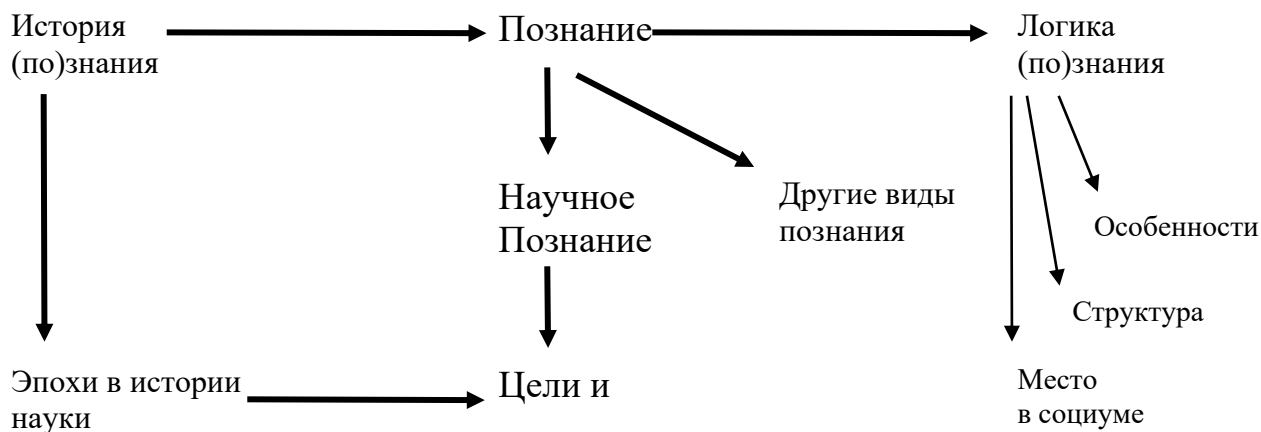 История
(по)знания
Познание
Логика
(по)знания
Научное
Познание
Другие виды
познания
Особенности
Структура
Эпохи в истории
науки
Цели и
Место
в социуме